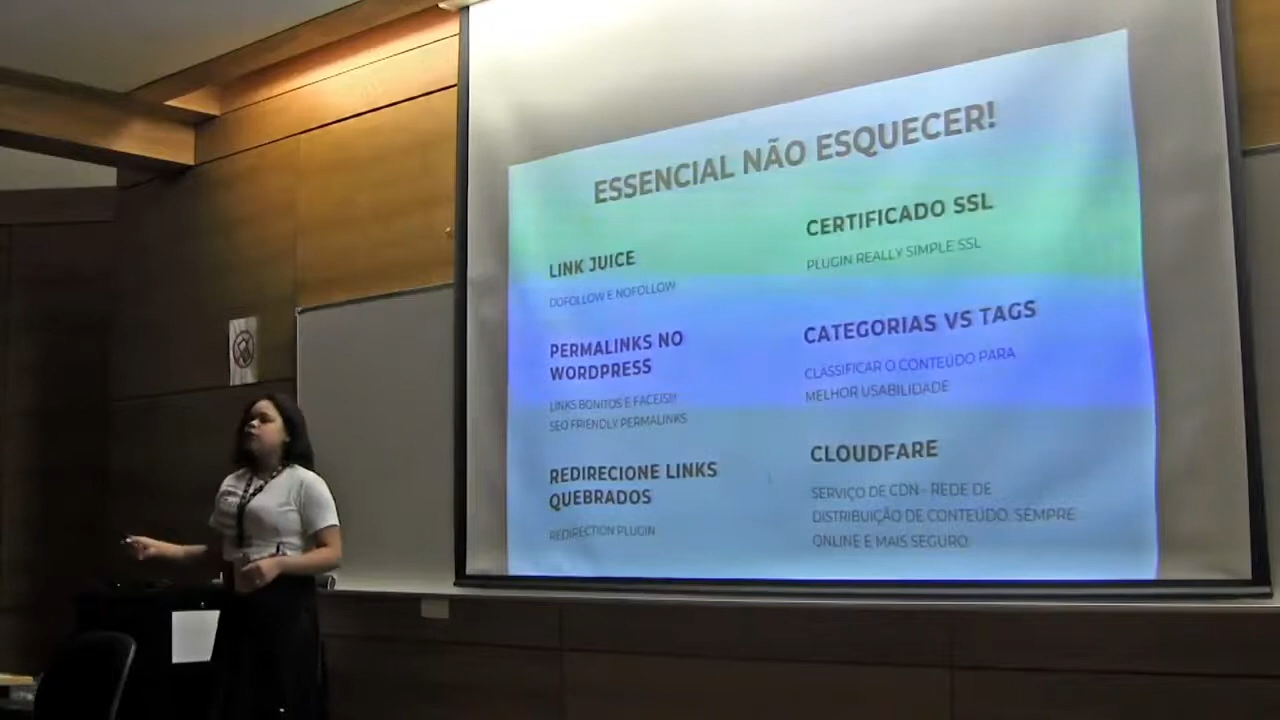 ESSENCIAL NÃO ESQUECER!
LINK JUICE
DOFOLLOW E NOFOLLOW
PERMALINKS NO
WORDPRESS
LINKS BONITOS E FACEIS!!!
SEO FRIENDLY PERMALINKS
REDIRECIONE LINKS
QUEBRADOS
REDIRECTION PLUGIN
CERTIFICADO SSL
PLUGIN REALLY SIMPLE SSL
CATEGORIAS VS TAGS
CLASSIFICAR O CONTEÚDO PARA
MELHOR USABILIDADE
CLOUDFARE
SERVIÇO DE CDN - REDE DE
DISTRIBUIÇÃO DE CONTEÚDO. SEMPRE
ONLINE E MAIS SEGURO.